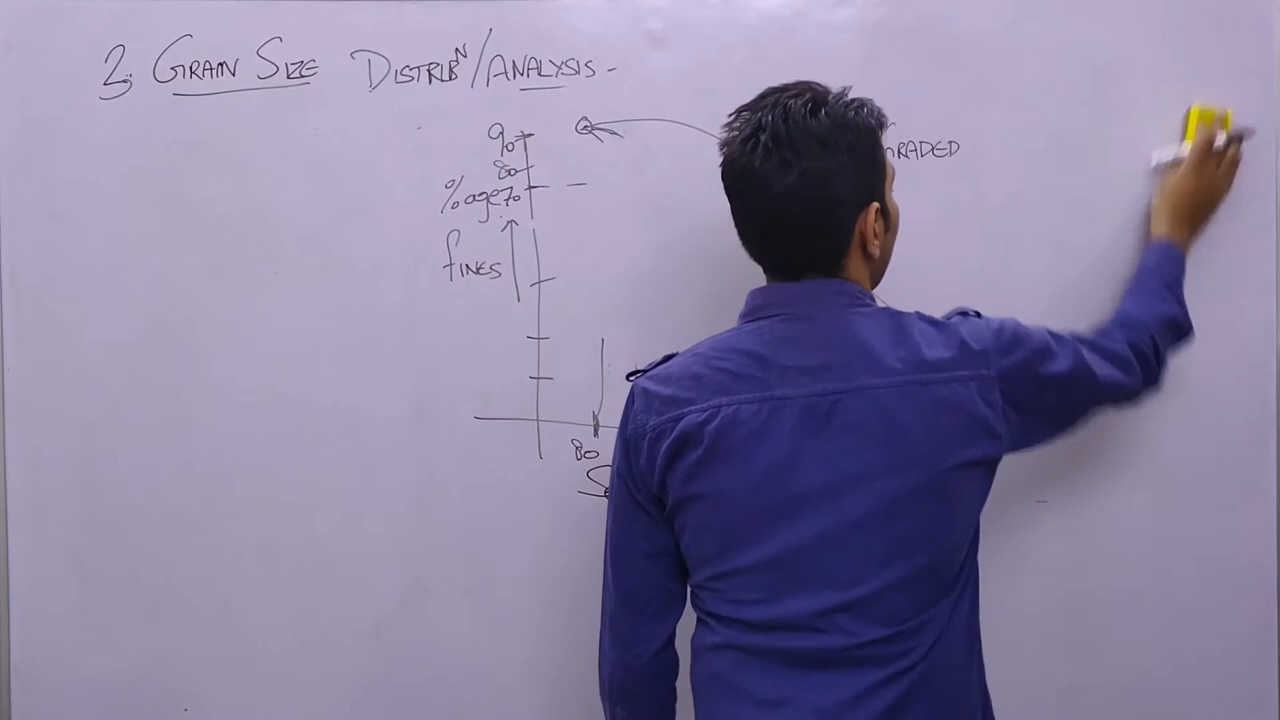 2. GRAIN SIZE DISTRIBN/ANALYSIS -
90
80
%age 70
fINES
GRADED
80